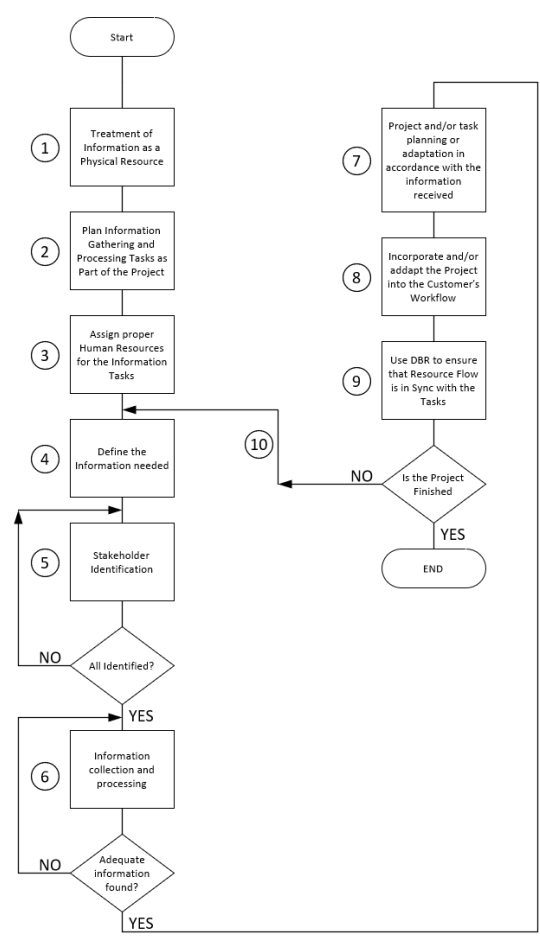 Start
1
Treatment of
Information as a
Physical Resource
2
Plan Information
Gathering and
Processing Tasks as
Part of the Project
3
Assign proper
Human Resources
for the Information
Tasks
4
Define the
Information needed
5
Stakeholder
Identification
NO
All Identified?
YES
6
Information
collection and
processing
NO
Adequate
information
found?
YES
7
Project and/or task
planning or
adaptation in
accordance with the
information
received
8
Incorporate and/or
addapt the Project
into the Customer's
Workflow
9
Use DBR to ensure
that Resource Flow
is in Sync with the
Tasks
10
NO
Is the Project
Finished
YES
END